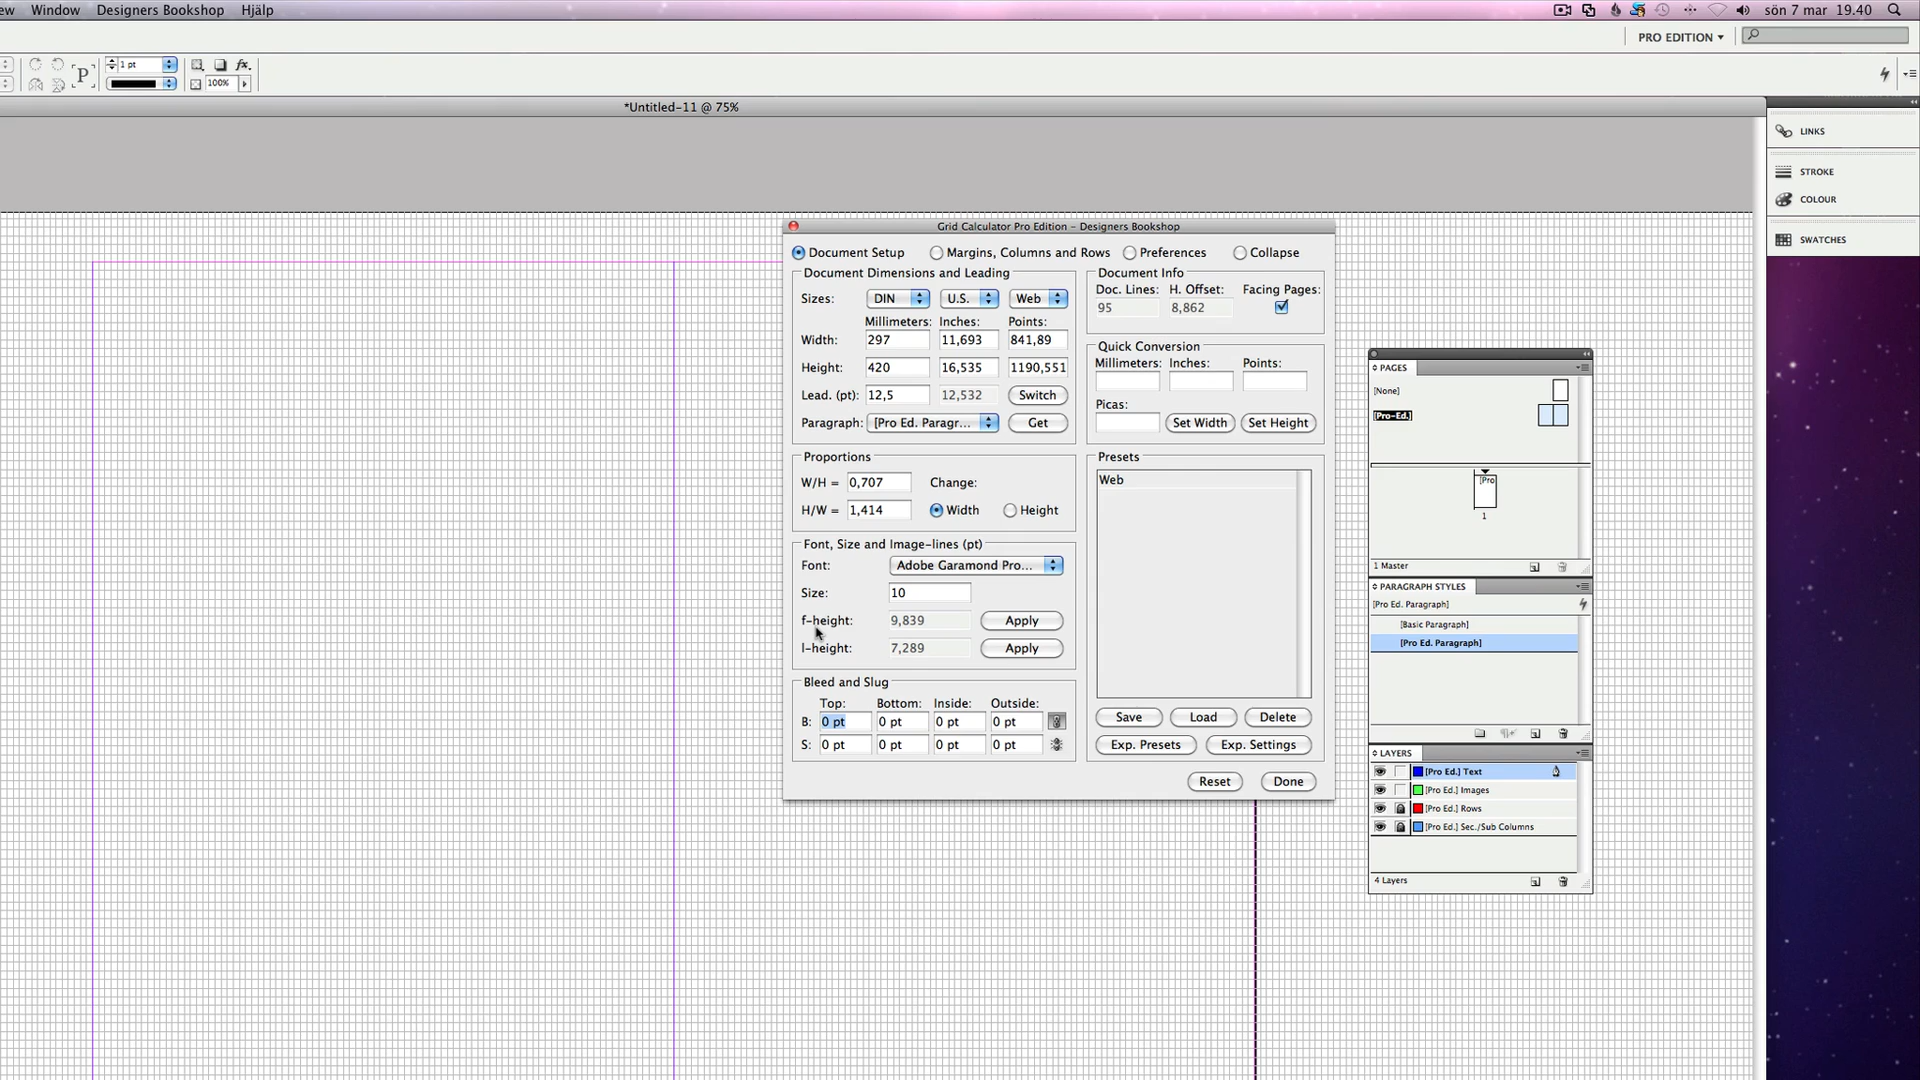 ew Window Designers Bookshop Hjälp
sön 7 mar 19.40
PRO EDITION
1 pt
P
fx.
100%
*Untitled-11 @ 75%
LINKS
STROKE
COLOUR
SWATCHES
Grid Calculator Pro Edition – Designers Bookshop
Document Setup Margins, Columns and Rows Preferences Collapse
Document Dimensions and Leading
Sizes: DIN U.S. Web
Millimeters: Inches: Points:
Width: 297 11,693 841,89
Height: 420 16,535 1190,551
Lead. (pt): 12,5 12,532 Switch
Paragraph: [Pro Ed. Paragr... Get
Proportions
W/H = 0,707 Change:
H/W = 1,414 Width Height
Font, Size and Image-lines (pt)
Font: Adobe Garamond Pro...
Size: 10
f-height: 9,839 Apply
l-height: 7,289 Apply
Bleed and Slug
Top: Bottom: Inside: Outside:
B: 0 pt 0 pt 0 pt 0 pt
S: 0 pt 0 pt 0 pt 0 pt
Document Info
Doc. Lines: H. Offset: Facing Pages:
95 8,862
Quick Conversion
Millimeters: Inches: Points:
Picas:
Set Width Set Height
Presets
Web
Save Load Delete
Exp. Presets Exp. Settings
Reset Done
PAGES
[None]
[Pro-Ed.]
[Pro
1
1 Master
PARAGRAPH STYLES
[Pro Ed. Paragraph]
[Basic Paragraph]
[Pro Ed. Paragraph]
LAYERS
[Pro Ed.] Text
[Pro Ed.] Images
[Pro Ed.] Rows
[Pro Ed.] Sec./Sub Columns
4 Layers